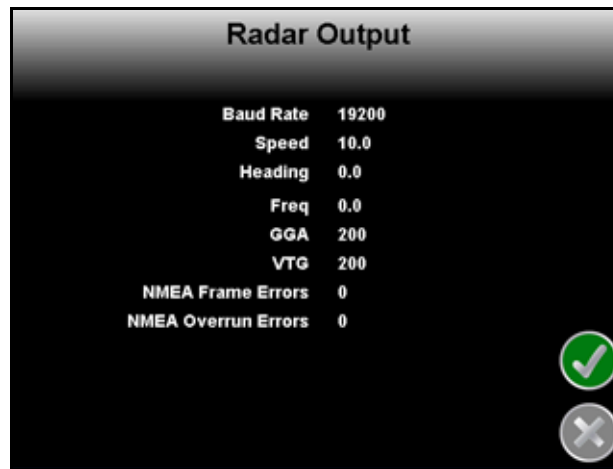 Radar Output
Baud Rate 19200
Speed 10.0
Heading 0.0
Freq 0.0
GGA 200
VTG 200
NMEA Frame Errors 0
NMEA Overrun Errors 0